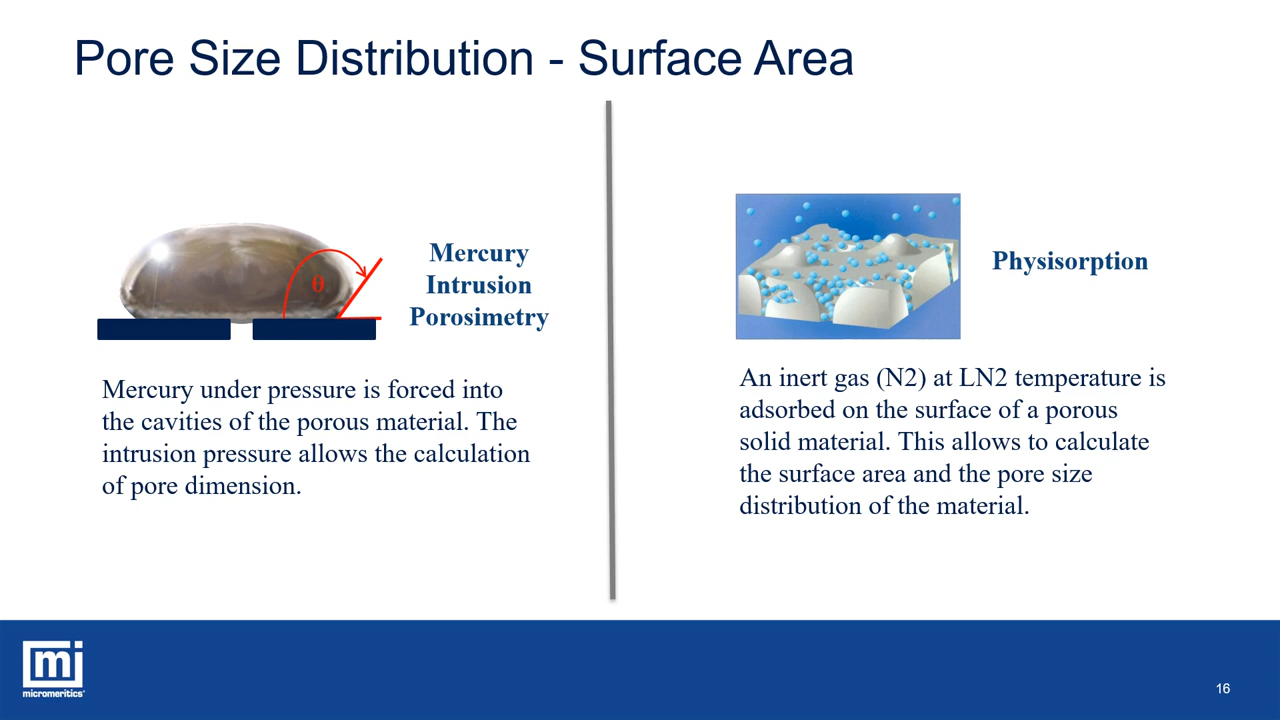 Pore Size Distribution - Surface Area
θ
Mercury
Intrusion
Porosimetry
Mercury under pressure is forced into
the cavities of the porous material. The
intrusion pressure allows the calculation
of pore dimension.
Physisorption
An inert gas (N2) at LN2 temperature is
adsorbed on the surface of a porous
solid material. This allows to calculate
the surface area and the pore size
distribution of the material.
mi
micromeritics®
16